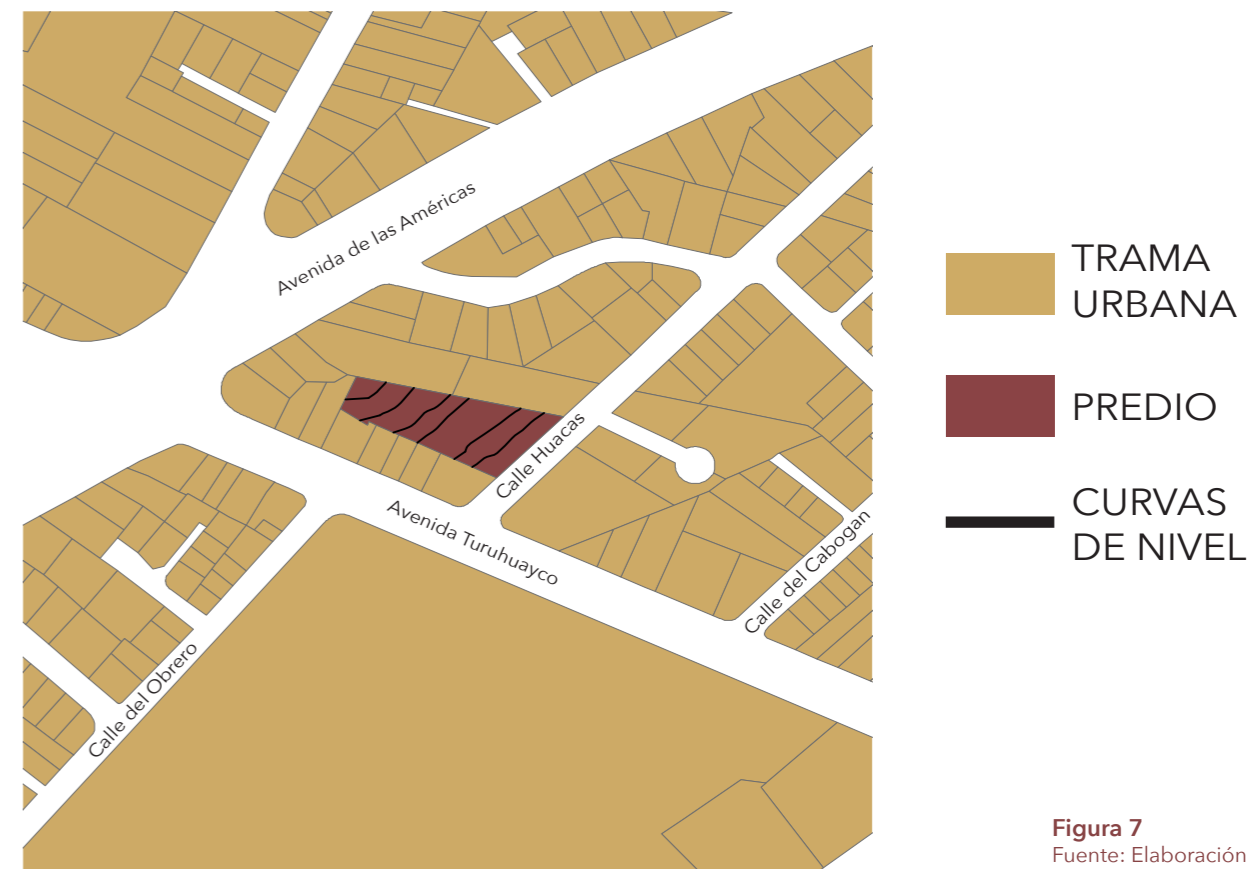 Avenida de las Américas
Calle Huacas
Avenida Turuhuayco
Calle del Cabogan
Calle del Obrero
TRAMA
URBANA
PREDIO
CURVAS
DE NIVEL
Figura 7
Fuente: Elaboración